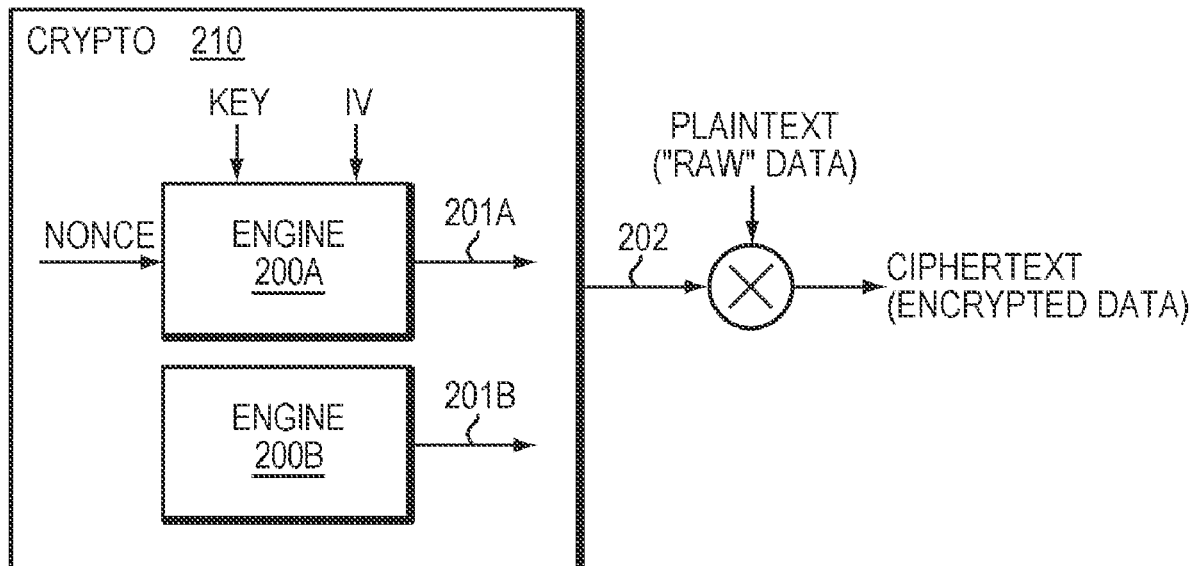 CRYPTO 210
KEY
IV
NONCE
ENGINE
200A
201A
ENGINE
200B
201B
202
PLAINTEXT
("RAW" DATA)
CIPHERTEXT
(ENCRYPTED DATA)